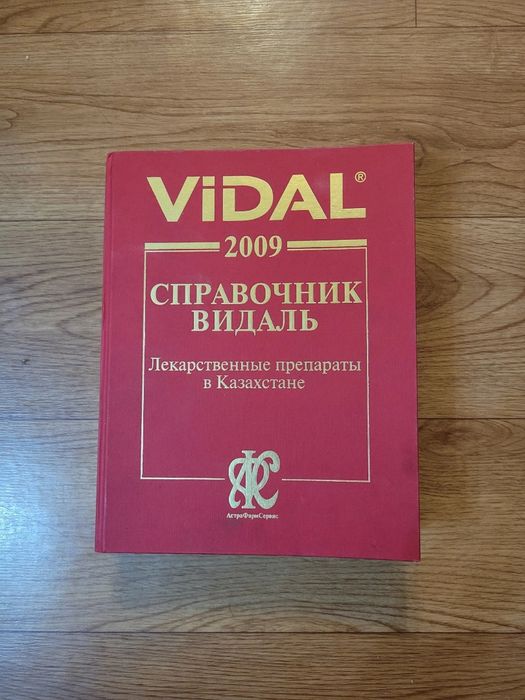 ViDAL®
2009
СПРАВОЧНИК
ВИДАЛЬ
Лекарственные препараты
в Казахстане
АстраФармСервис